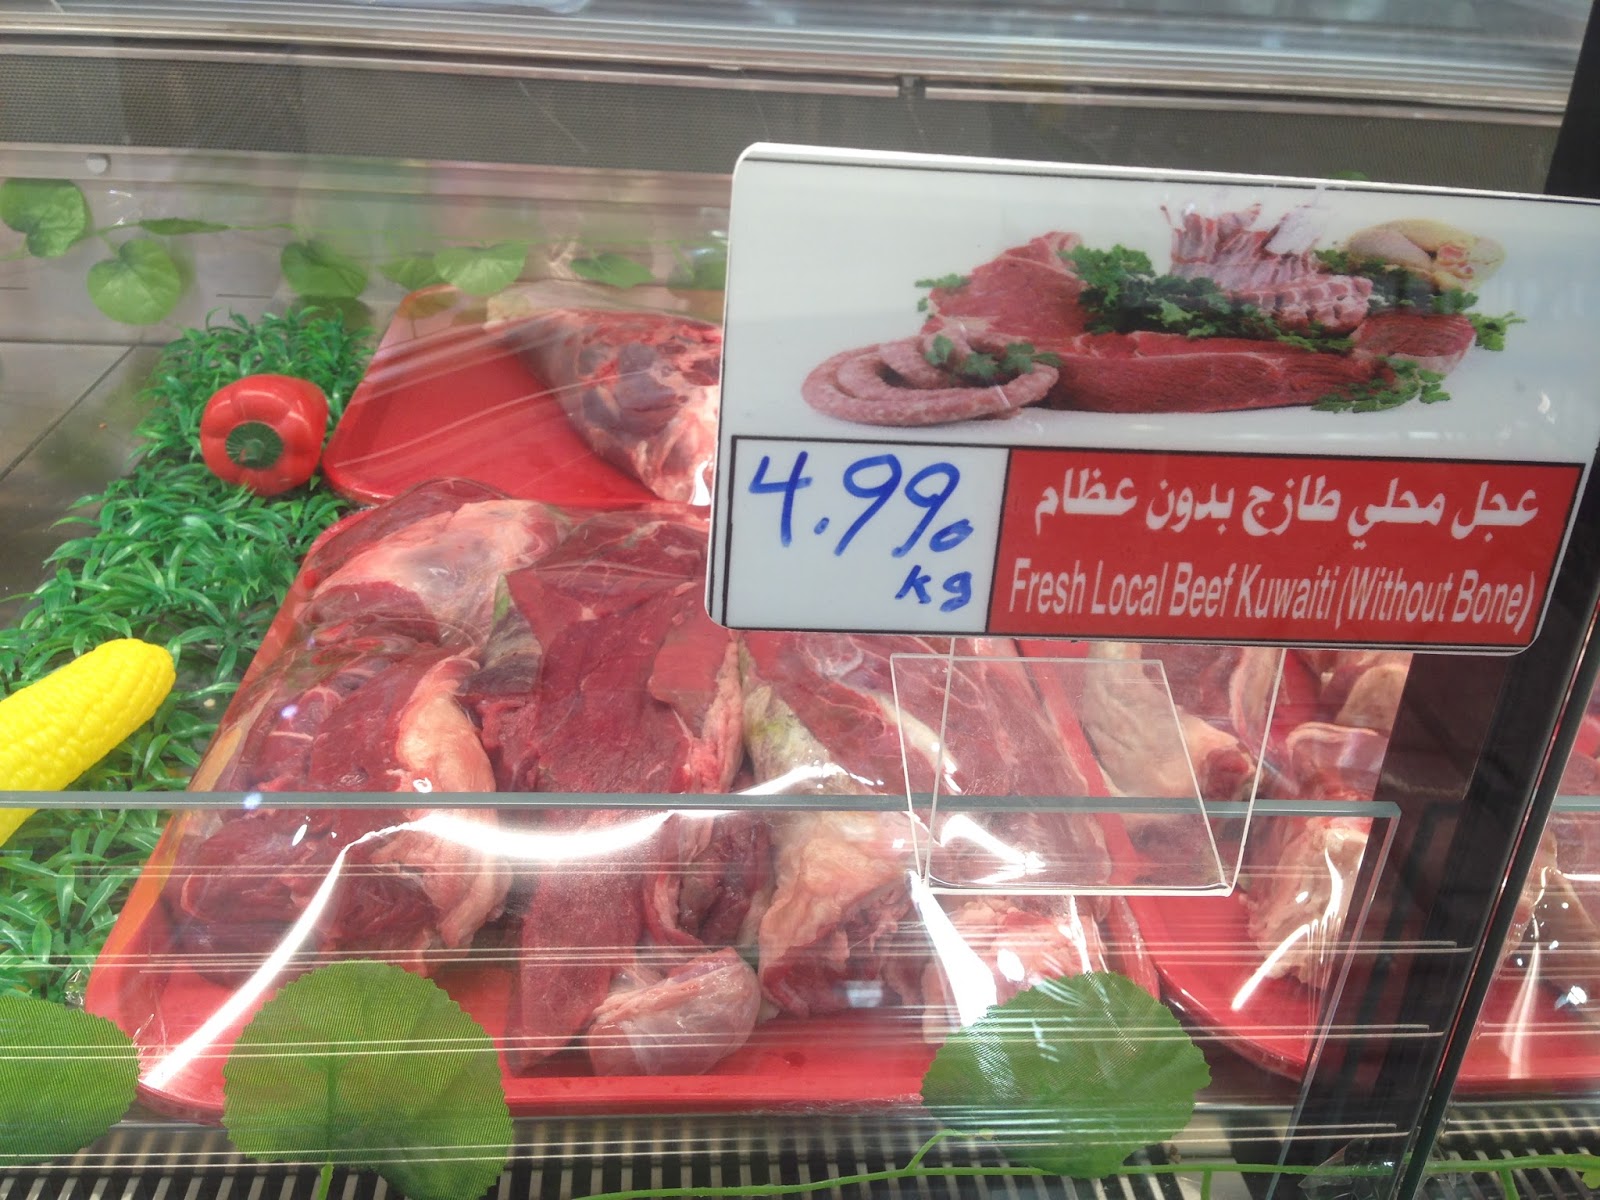 4.990
kg
عجل محلي طازج بدون عظام
Fresh Local Beef Kuwaiti (Without Bone)